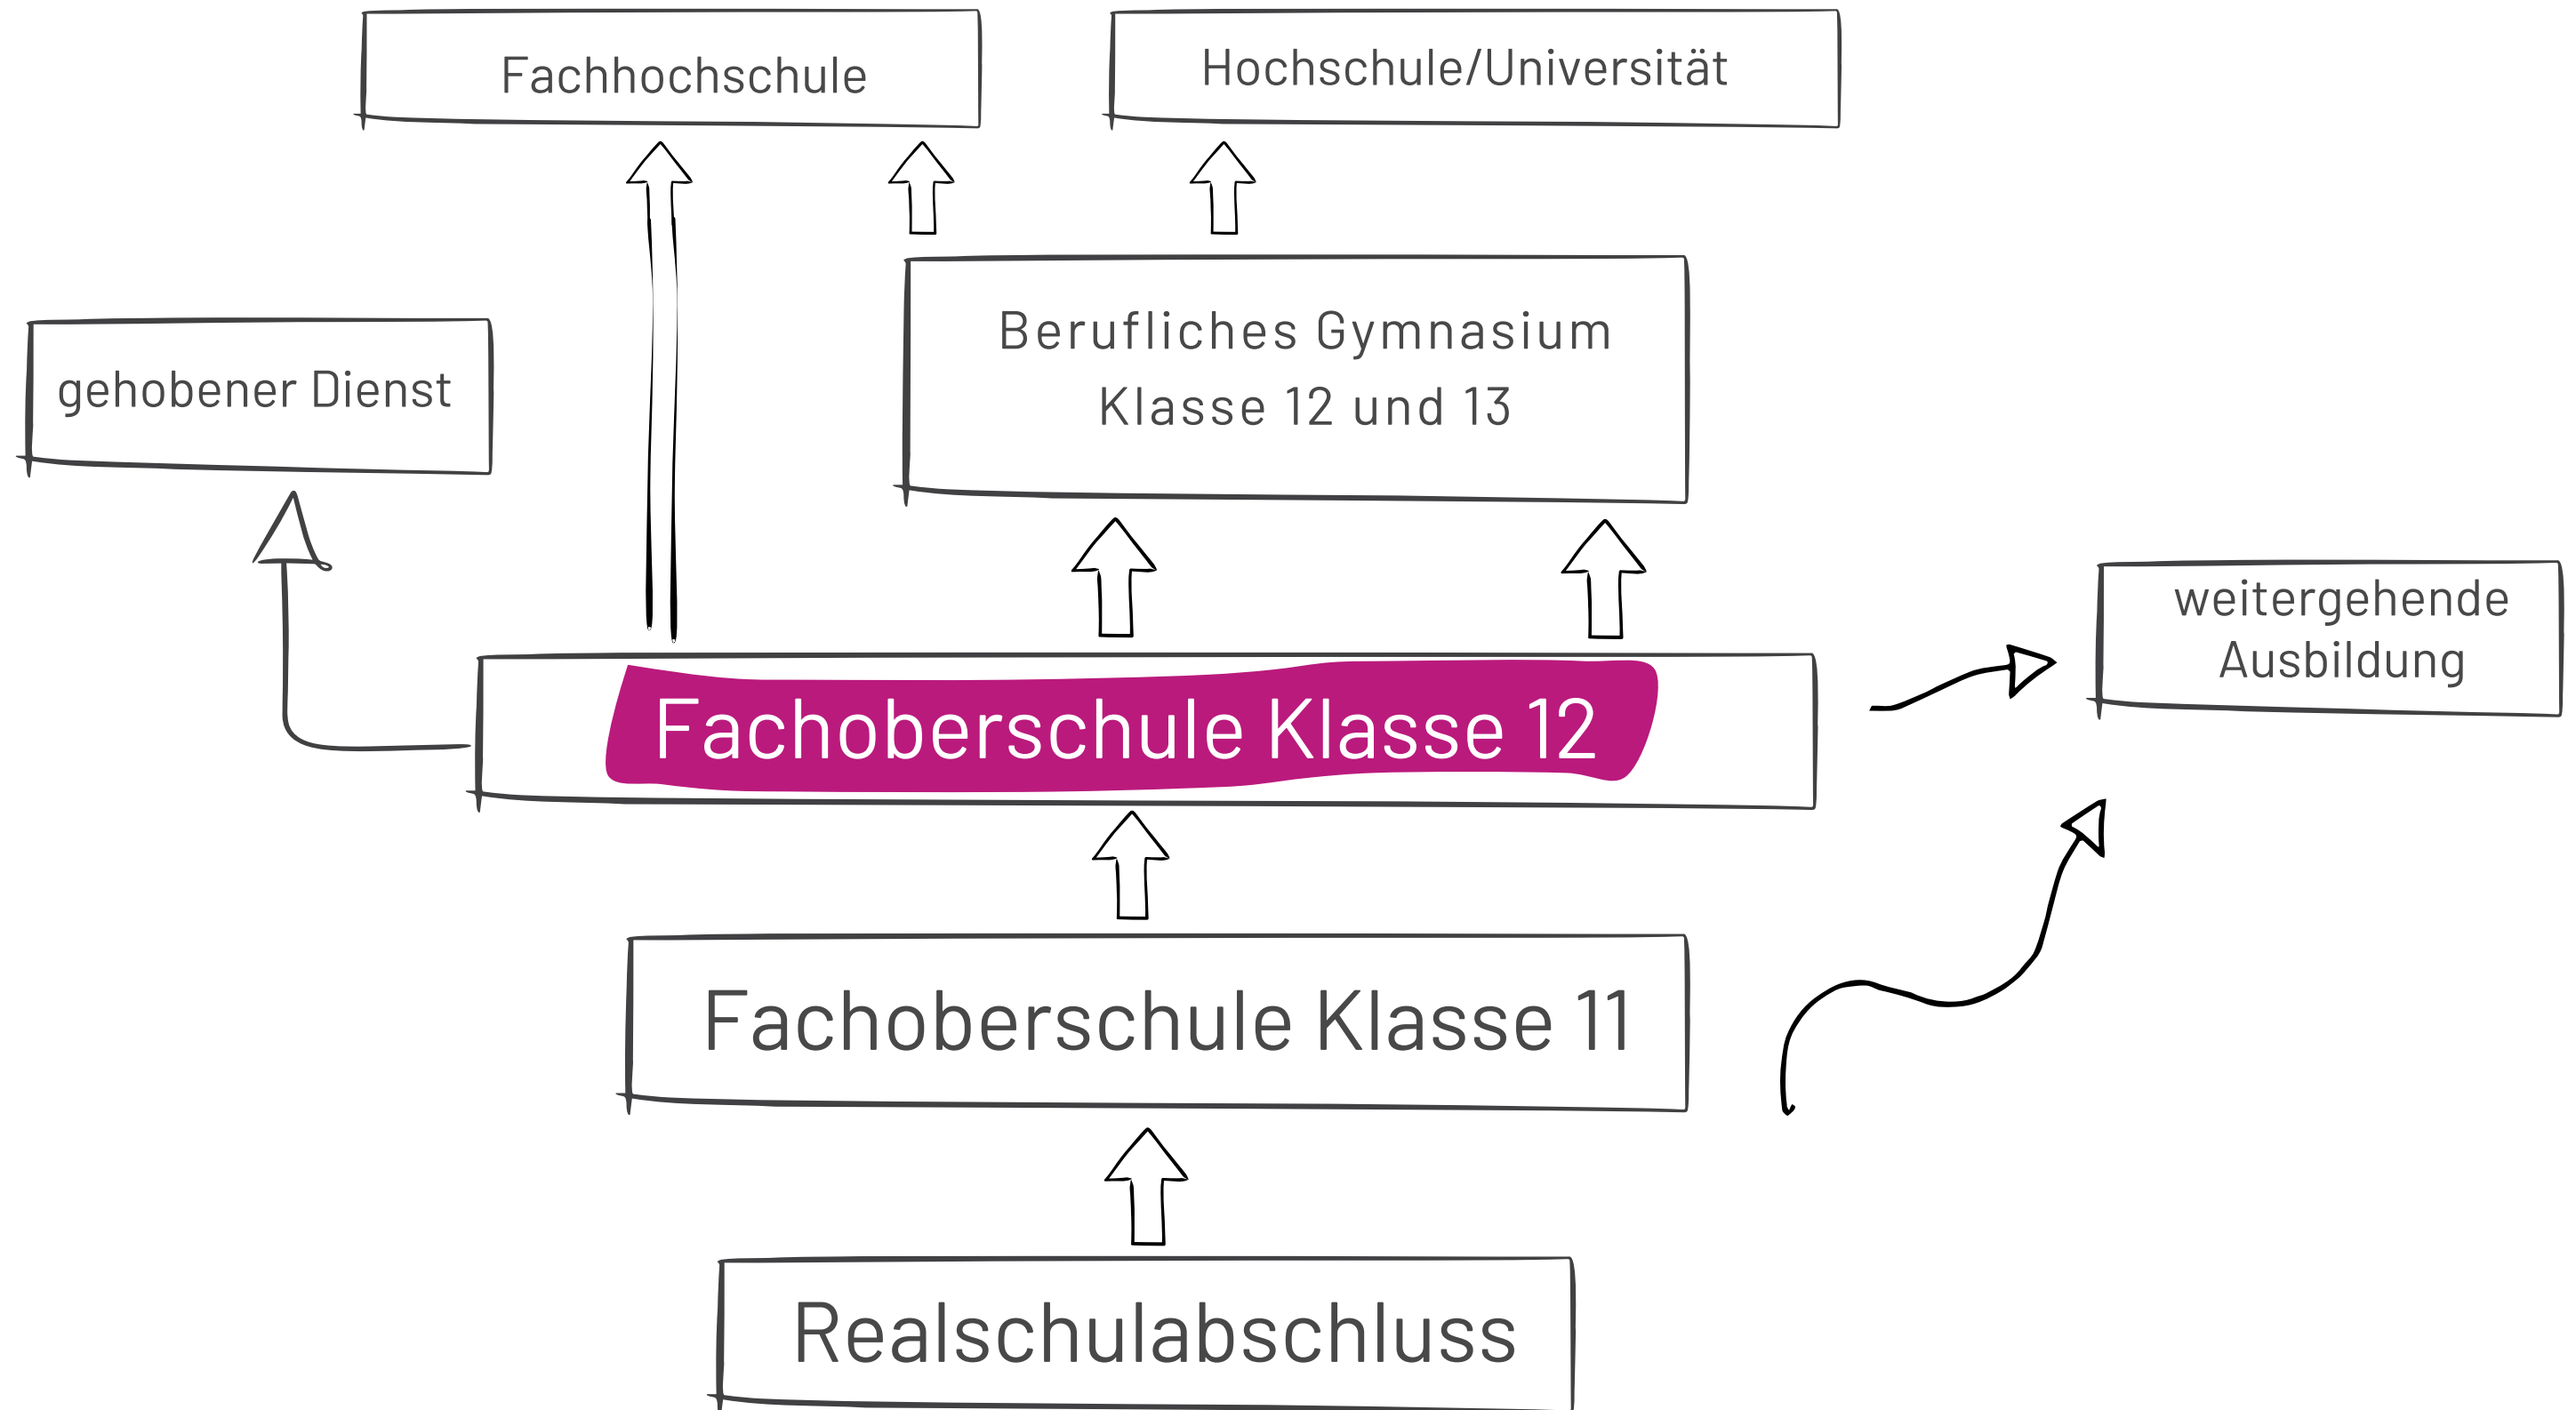 Fachhochschule
Hochschule/Universität
Berufliches Gymnasium
Klasse 12 und 13
gehobener Dienst
weitergehende
Ausbildung
Fachoberschule Klasse 12
Fachoberschule Klasse 11
Realschulabschluss